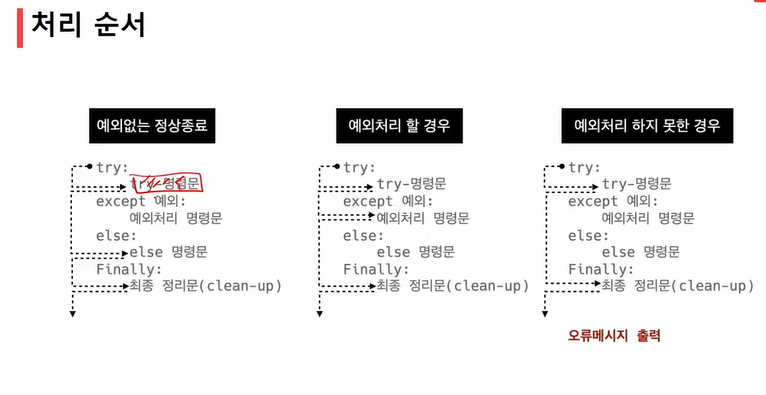 처리 순서
예외없는 정상종료
try:
try-명령문
except 예외:
예외처리 명령문
else:
else 명령문
Finally:
최종 정리문(clean-up)
예외처리 할 경우
try:
try-명령문
except 예외:
예외처리 명령문
else:
else 명령문
Finally:
최종 정리문(clean-up)
예외처리 하지 못한 경우
try:
try-명령문
except 예외:
예외처리 명령문
else:
else 명령문
Finally:
최종 정리문(clean-up)
오류메시지 출력